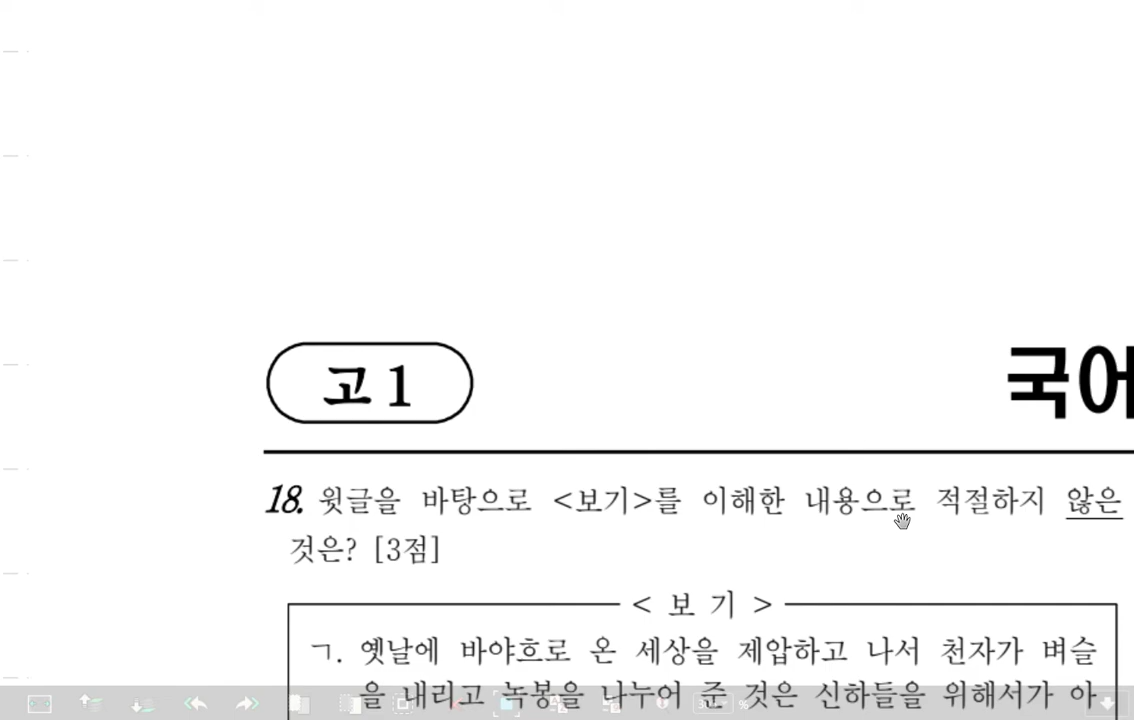 고 1
국어
18. 윗글을 바탕으로 <보기>를 이해한 내용으로 적절하지 않은
것은? [3점]
< 보 기 >
ㄱ. 옛날에 바야흐로 온 세상을 제압하고 나서 천자가 벼슬
을 내리고 녹봉을 나누어 준 것은 신하들을 위해서가 아